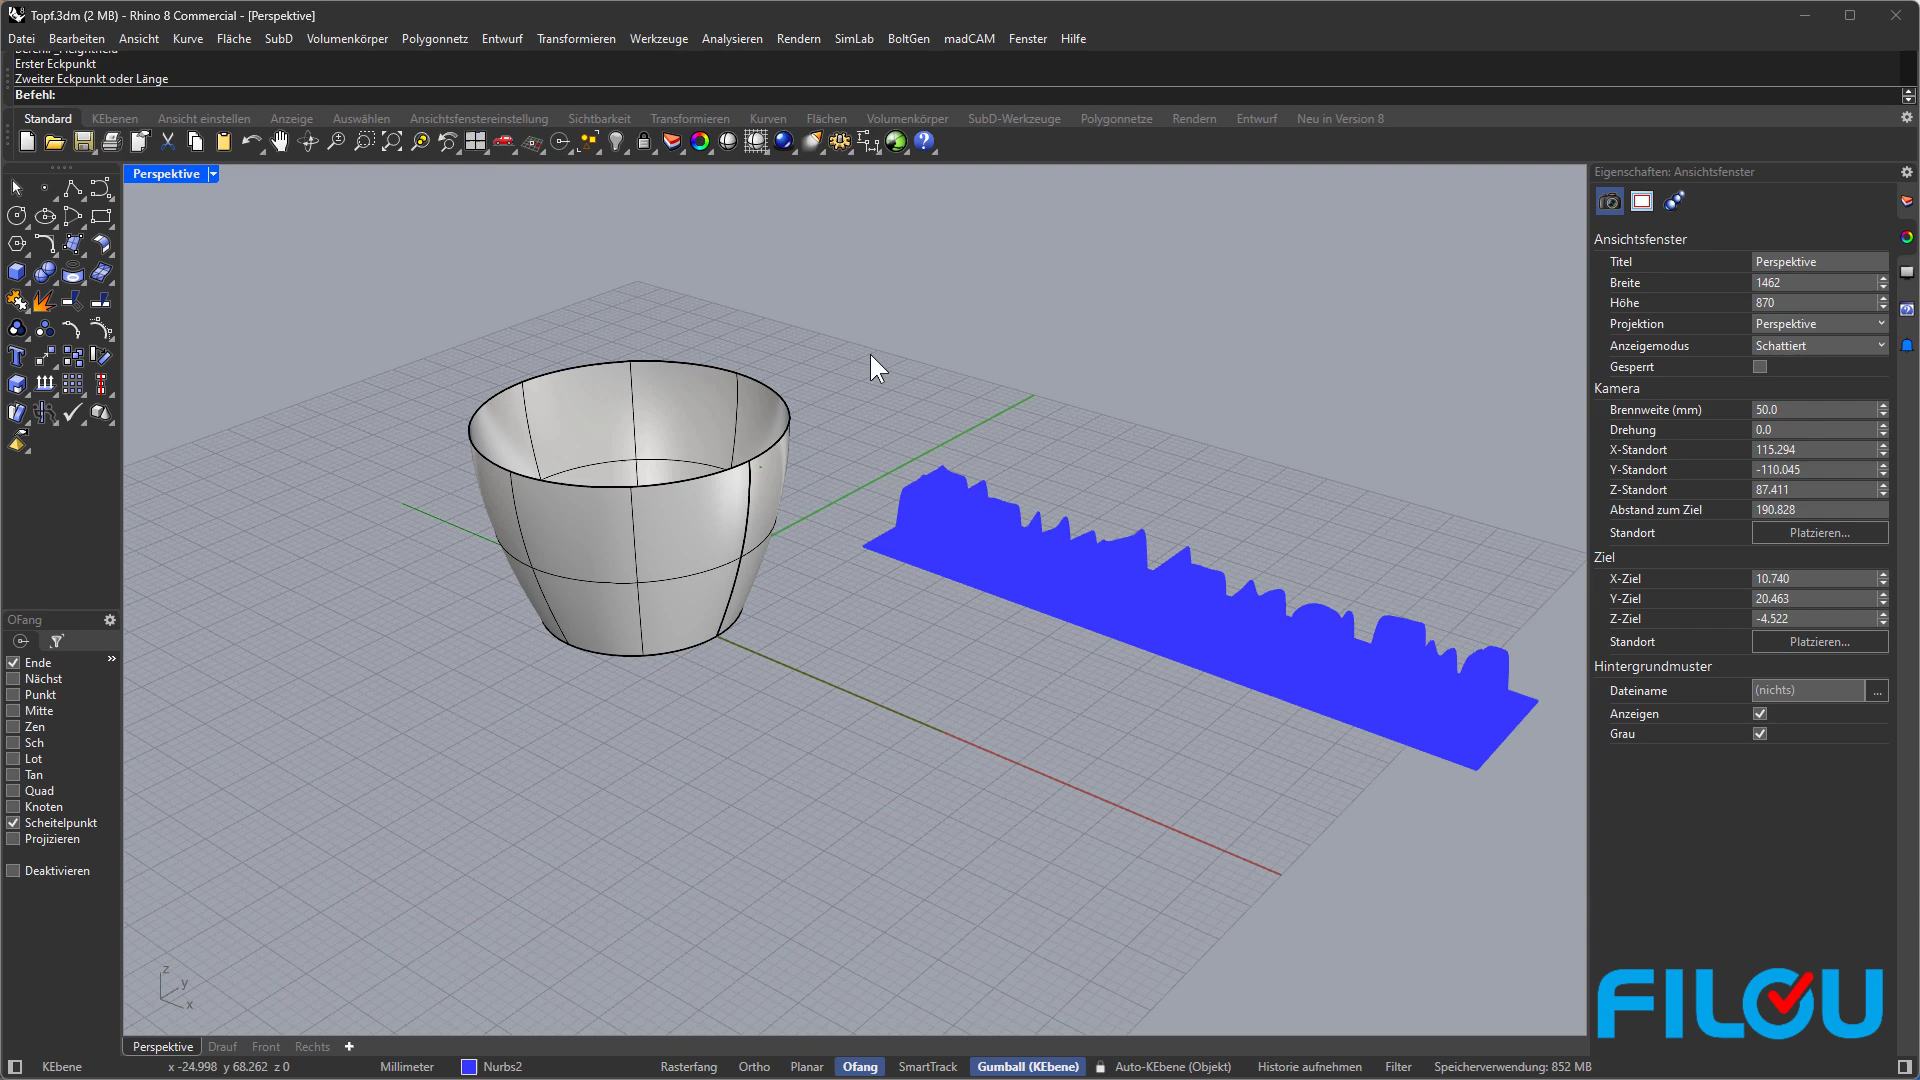 Topf.3dm (2 MB) - Rhino 8 Commercial - [Perspektive]
Datei Bearbeiten Ansicht Kurve Fläche SubD Volumenkörper Polygonnetz Entwurf Transformieren Werkzeuge Analysieren Rendern SimLab BoltGen madCAM Fenster Hilfe
Erster Eckpunkt
Zweiter Eckpunkt oder Länge
Befehl:
Standard KEbenen Ansicht einstellen Anzeige Auswählen Ansichtsfenstereinstellung Sichtbarkeit Transformieren Kurven Flächen Volumenkörper SubD-Werkzeuge Polygonnetze Rendern Entwurf Neu in Version 8
Perspektive
OFang
Ende
Nächst
Punkt
Mitte
Zen
Sch
Lot
Tan
Quad
Knoten
Scheitelpunkt
Projizieren
Deaktivieren
z
y
x
Eigenschaften: Ansichtsfenster
Ansichtsfenster
Titel Perspektive
Breite 1462
Höhe 870
Projektion Perspektive
Anzeigemodus Schattiert
Gesperrt
Kamera
Brennweite (mm) 50.0
Drehung 0.0
X-Standort 115.294
Y-Standort -110.045
Z-Standort 87.411
Abstand zum Ziel 190.828
Standort Platzieren...
Ziel
X-Ziel 10.740
Y-Ziel 20.463
Z-Ziel -4.522
Standort Platzieren...
Hintergrundmuster
Dateiname (nichts) ...
Anzeigen
Grau
FILOU
Perspektive Drauf Front Rechts
KEbene x -24.998 y 68.262 z 0 Millimeter Nurbs2 Rasterfang Ortho Planar Ofang SmartTrack Gumball (KEbene) Auto-KEbene (Objekt) Historie aufnehmen Filter Speicherverwendung: 852 MB